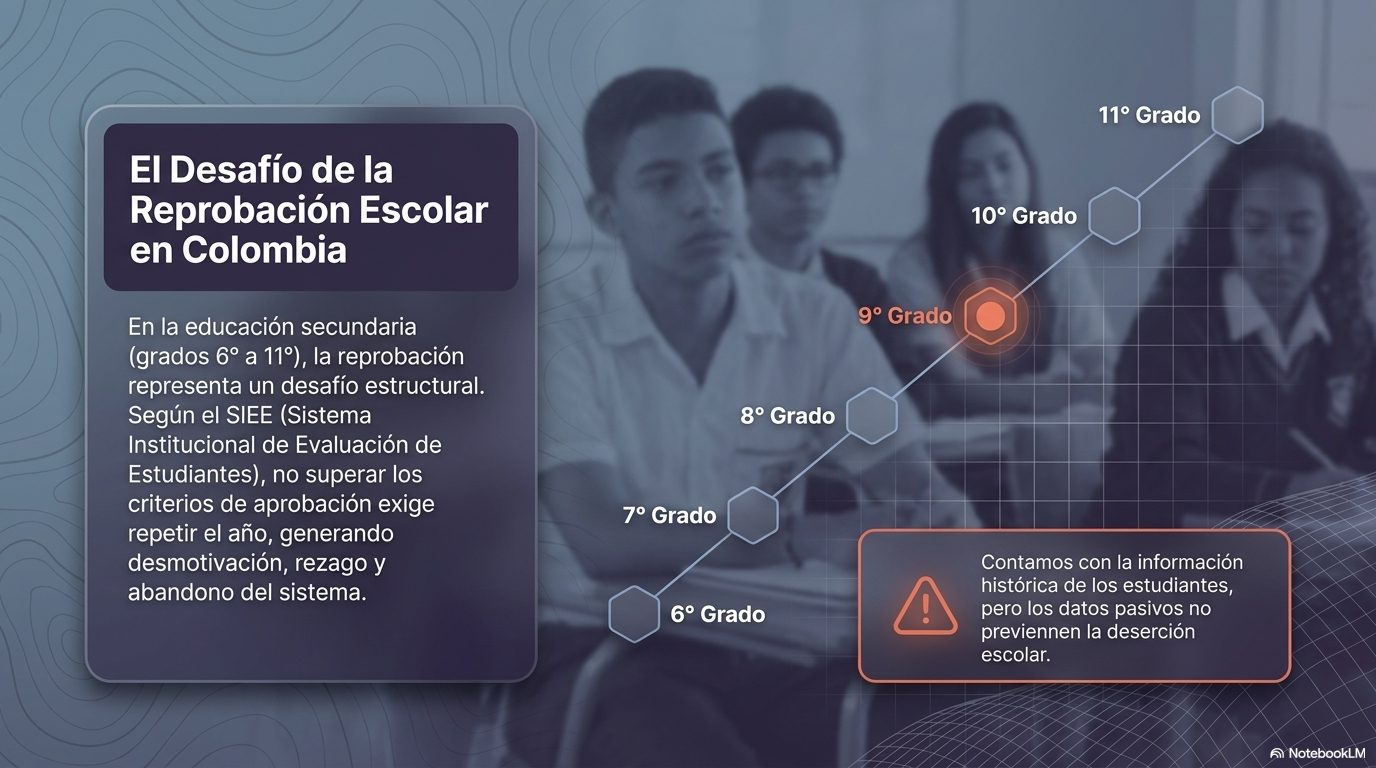 El Desafío de la
Reprobación Escolar
en Colombia
En la educación secundaria
(grados 6° a 11°), la reprobación
representa un desafío estructural.
Según el SIEE (Sistema
Institucional de Evaluación de
Estudiantes), no superar los
criterios de aprobación exige
repetir el año, generando
desmotivación, rezago y
abandono del sistema.
11° Grado
10° Grado
9° Grado
8° Grado
7° Grado
6° Grado
Contamos con la información
histórica de los estudiantes,
pero los datos pasivos no
previennen la deserción
escolar.
NotebookLM